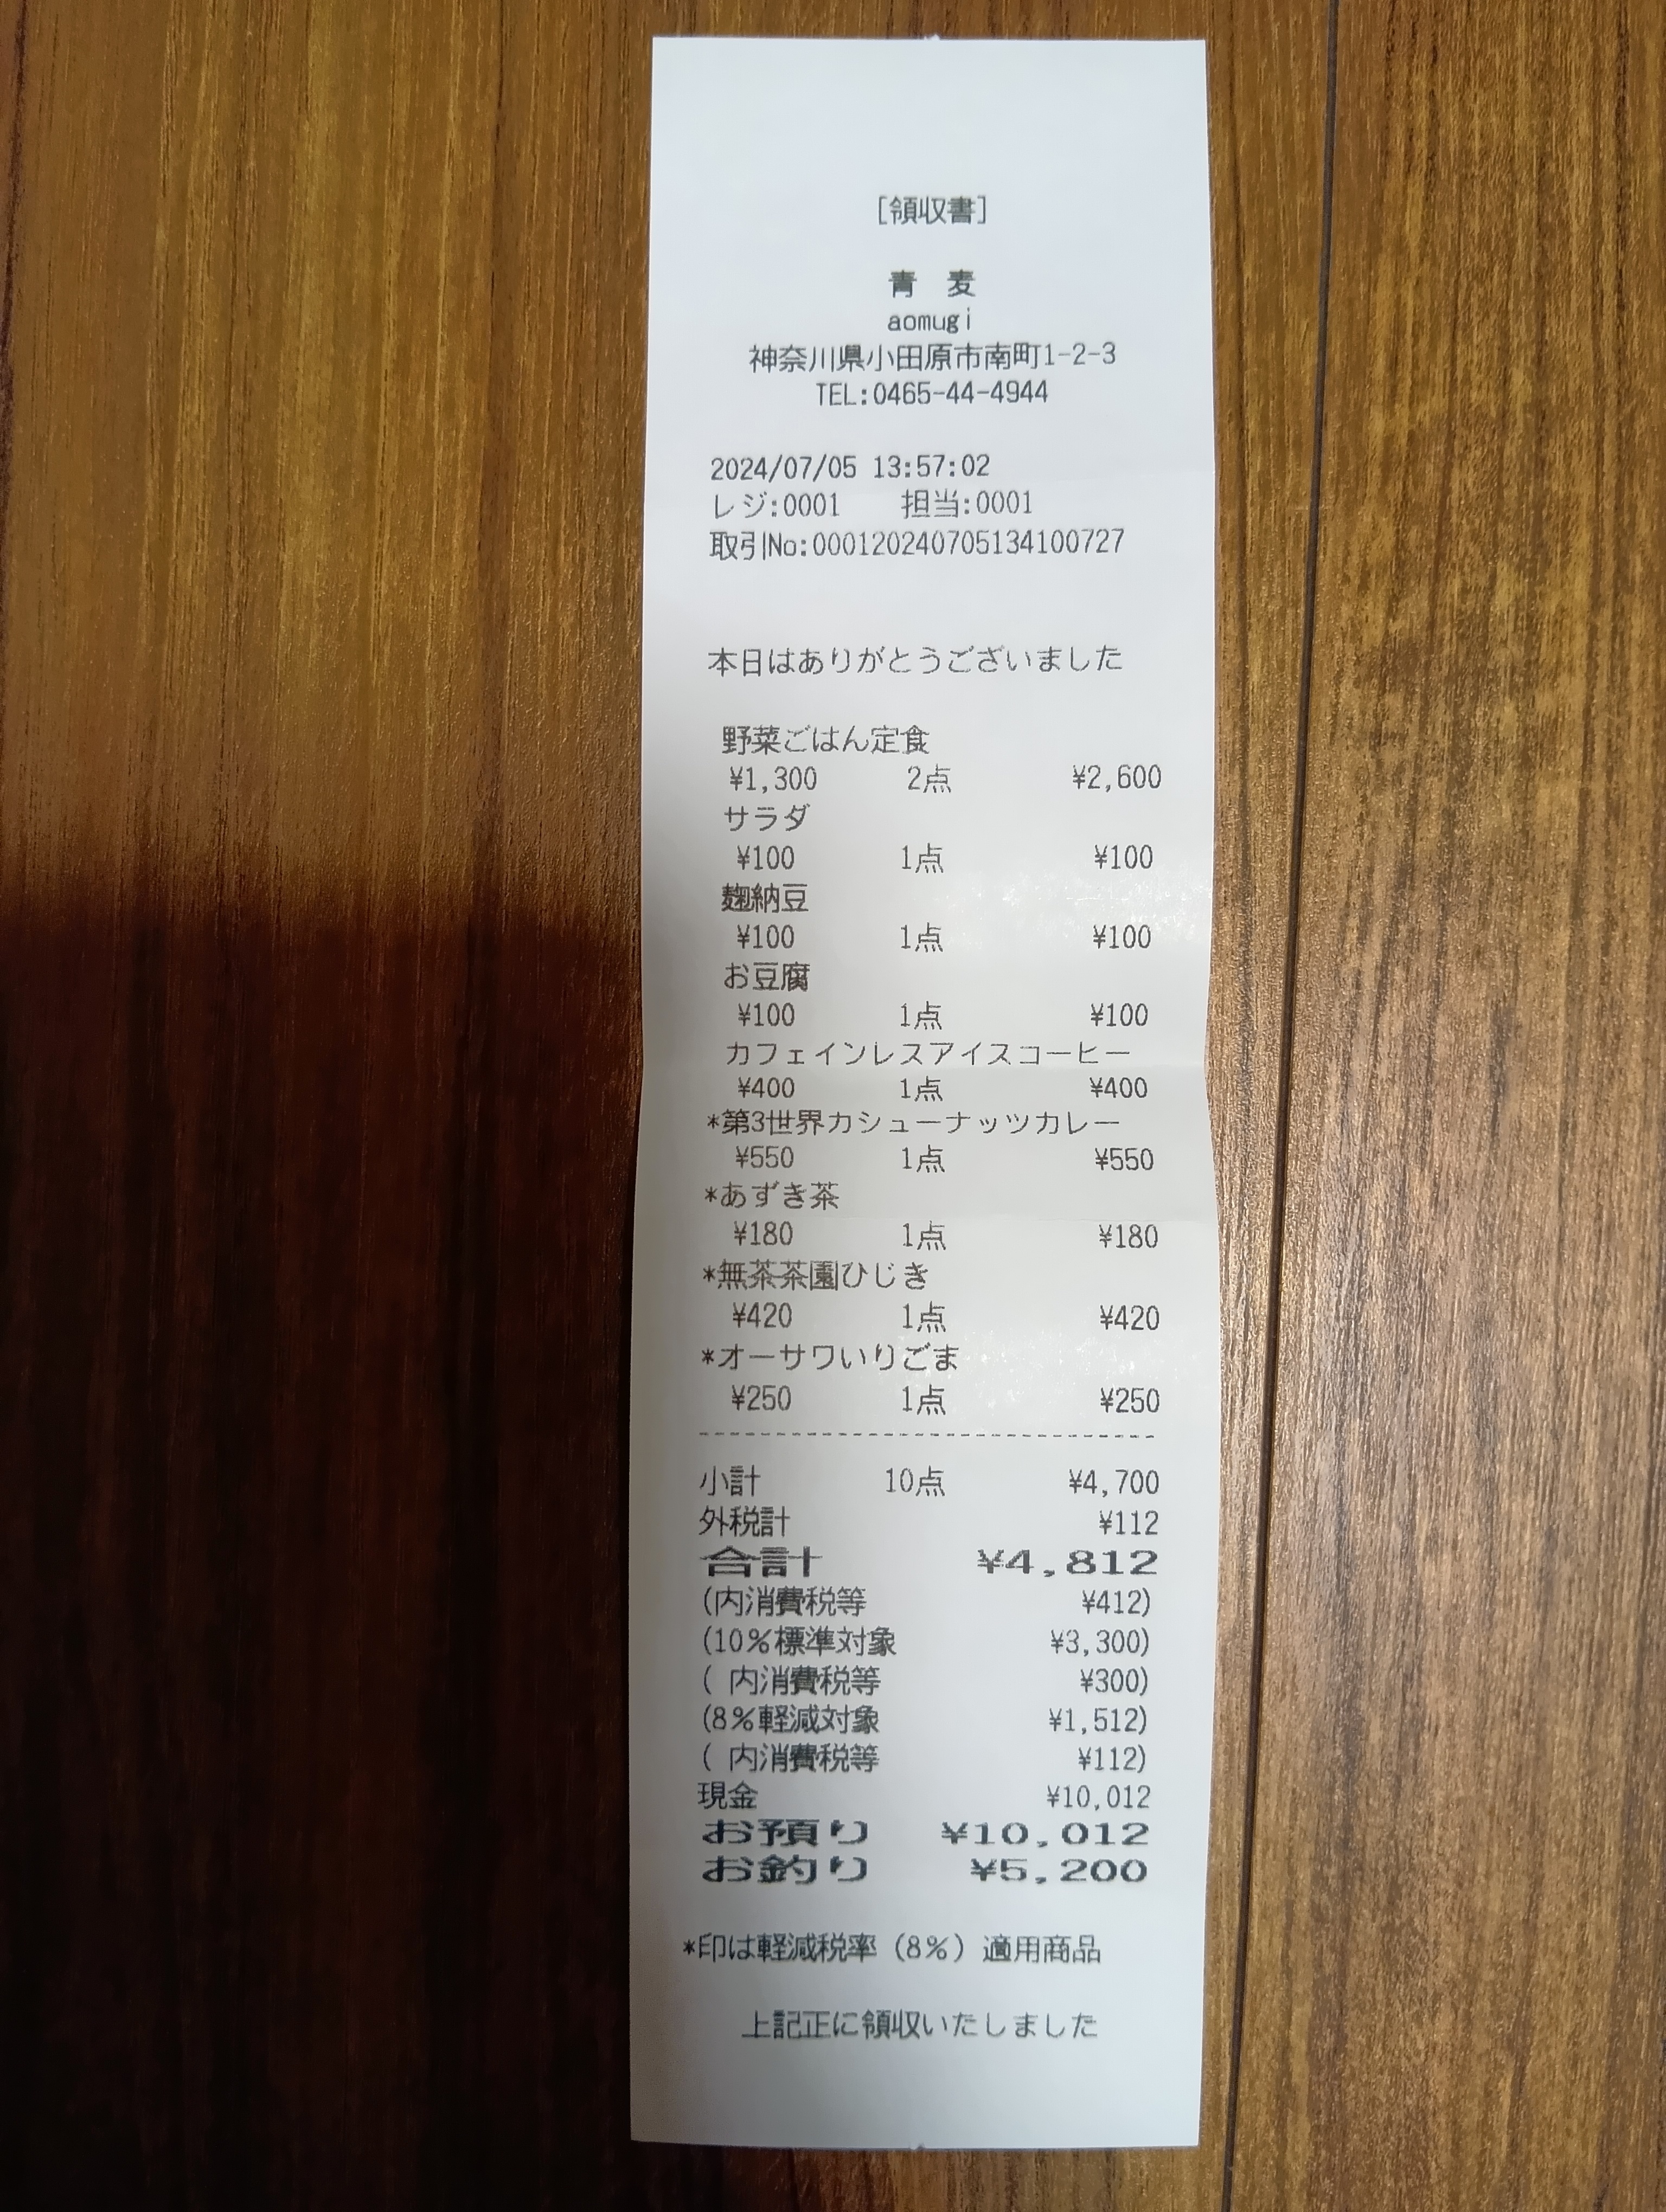 [領収書]
青 麦
aomugi
神奈川県小田原市南町1-2-3
TEL:0465-44-4944
2024/07/05 13:57:02
レジ:0001 担当:0001
取引No:00012024070513410​0727
本日はありがとうございました
野菜ごはん定食
¥1,300 2点 ¥2,600
サラダ
¥100 1点 ¥100
麹納豆
¥100 1点 ¥100
お豆腐
¥100 1点 ¥100
カフェインレスアイスコーヒー
¥400 1点 ¥400
*第3世界カシューナッツカレー
¥550 1点 ¥550
*あずき茶
¥180 1点 ¥180
*無茶茶園ひじき
¥420 1点 ¥420
*オーサワいりごま
¥250 1点 ¥250
--------------------------------
小計 10点 ¥4,700
外税計 ¥112
合計 ¥4,812
(内消費税等 ¥412)
(10%標準対象 ¥3,300)
( 内消費税等 ¥300)
(8%軽減対象 ¥1,512)
( 内消費税等 ¥112)
現金 ¥10,012
お預り ¥10,012
お釣り ¥5,200
*印は軽減税率(8%)適用商品
上記正に領収いたしました